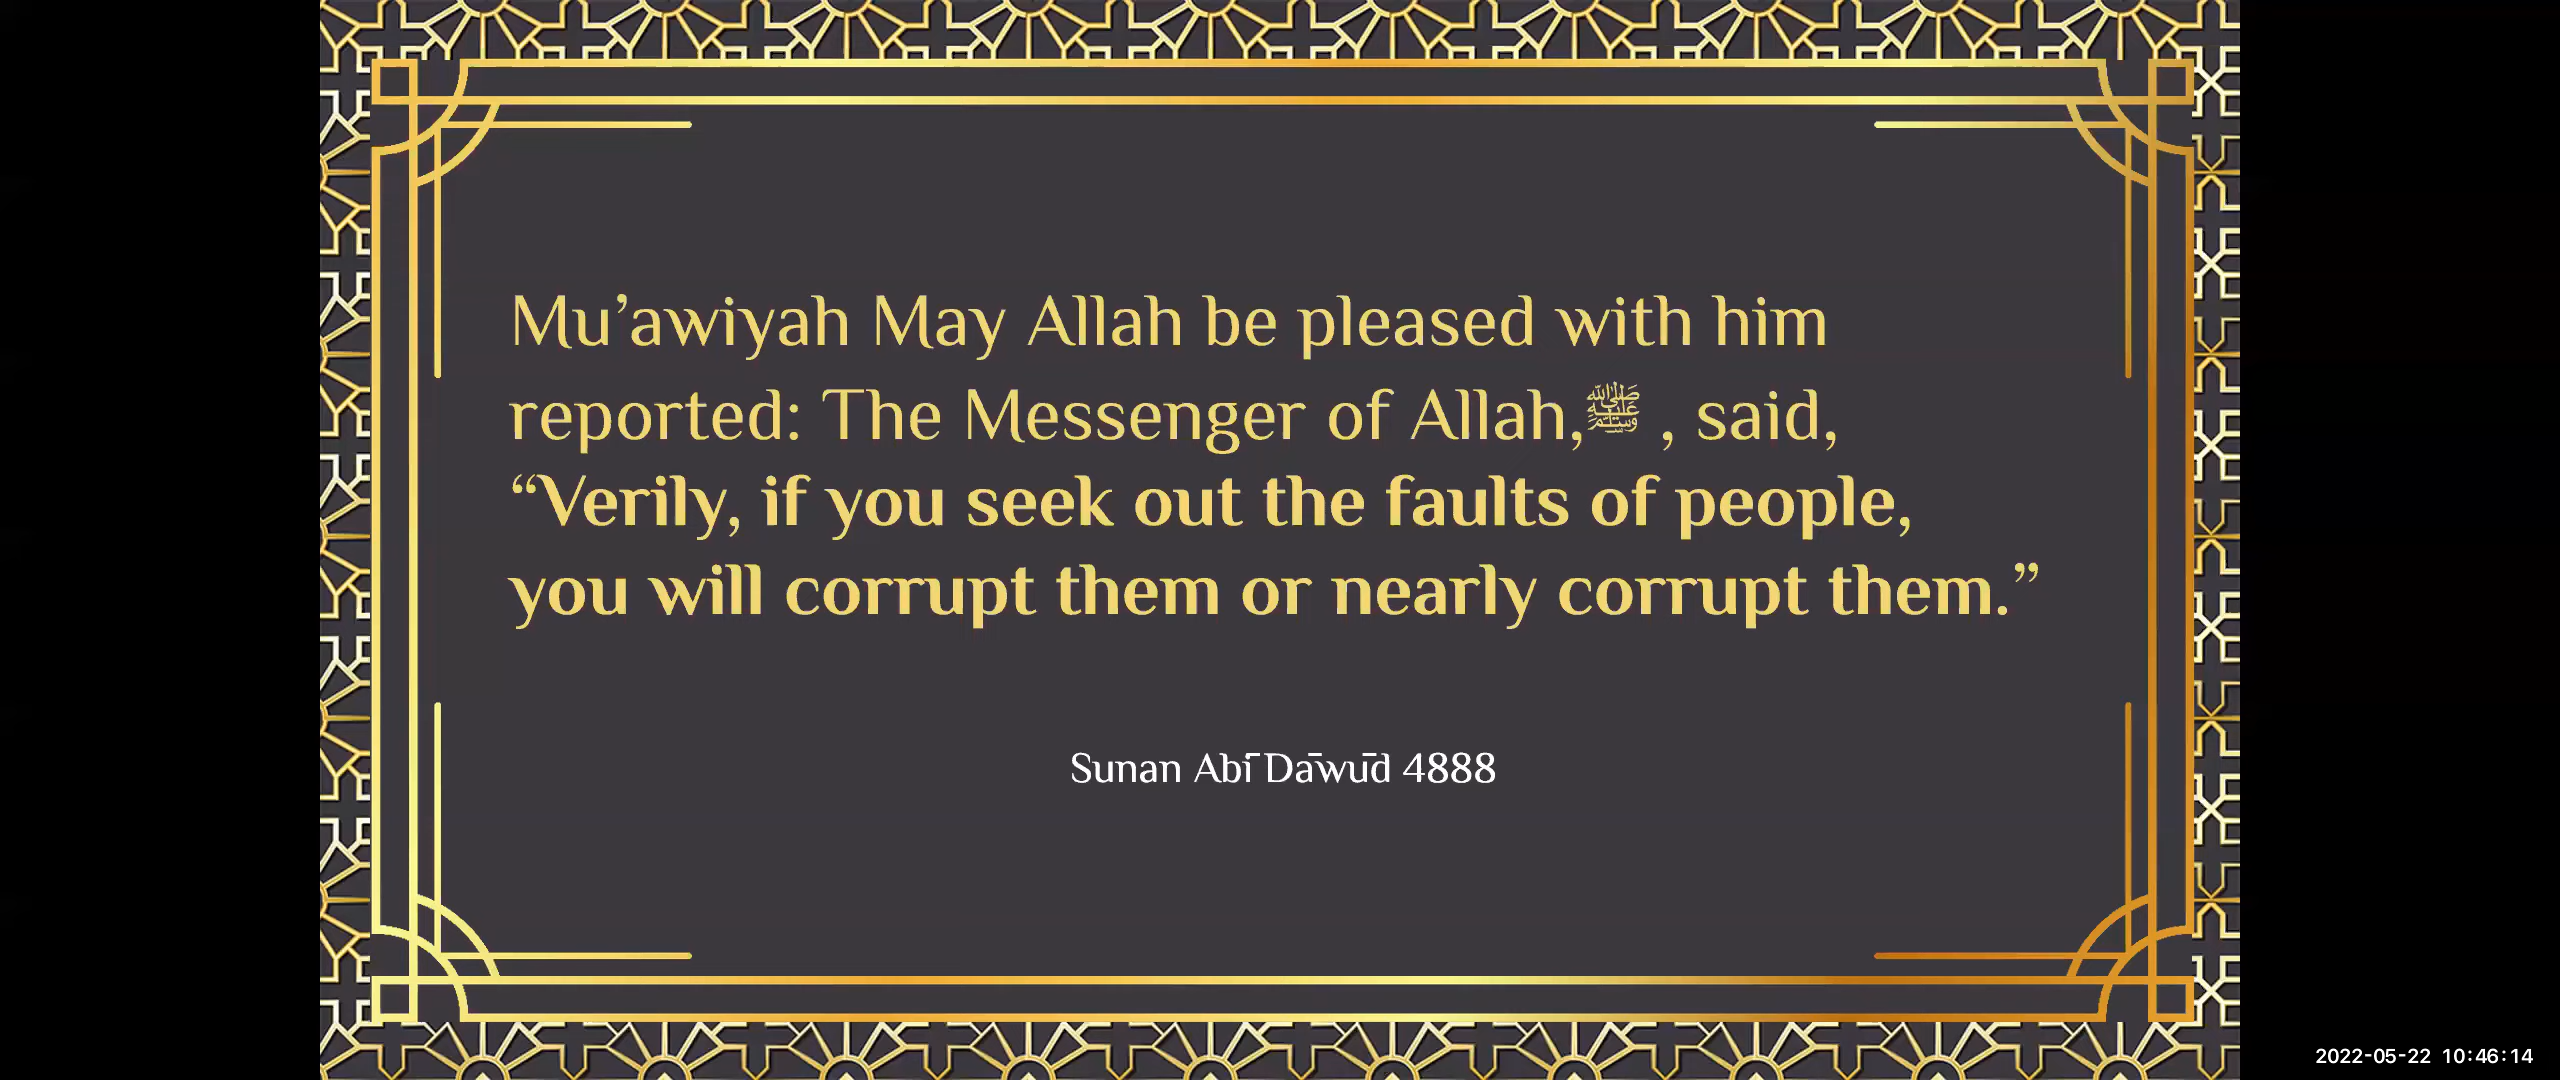 Mu’awiyah May Allah be pleased with him
reported: The Messenger of Allah,ﷺ , said,
“Verily, if you seek out the faults of people,
you will corrupt them or nearly corrupt them.”
Sunan Abī Dāwūd 4888
2022-05-22 10:46:14